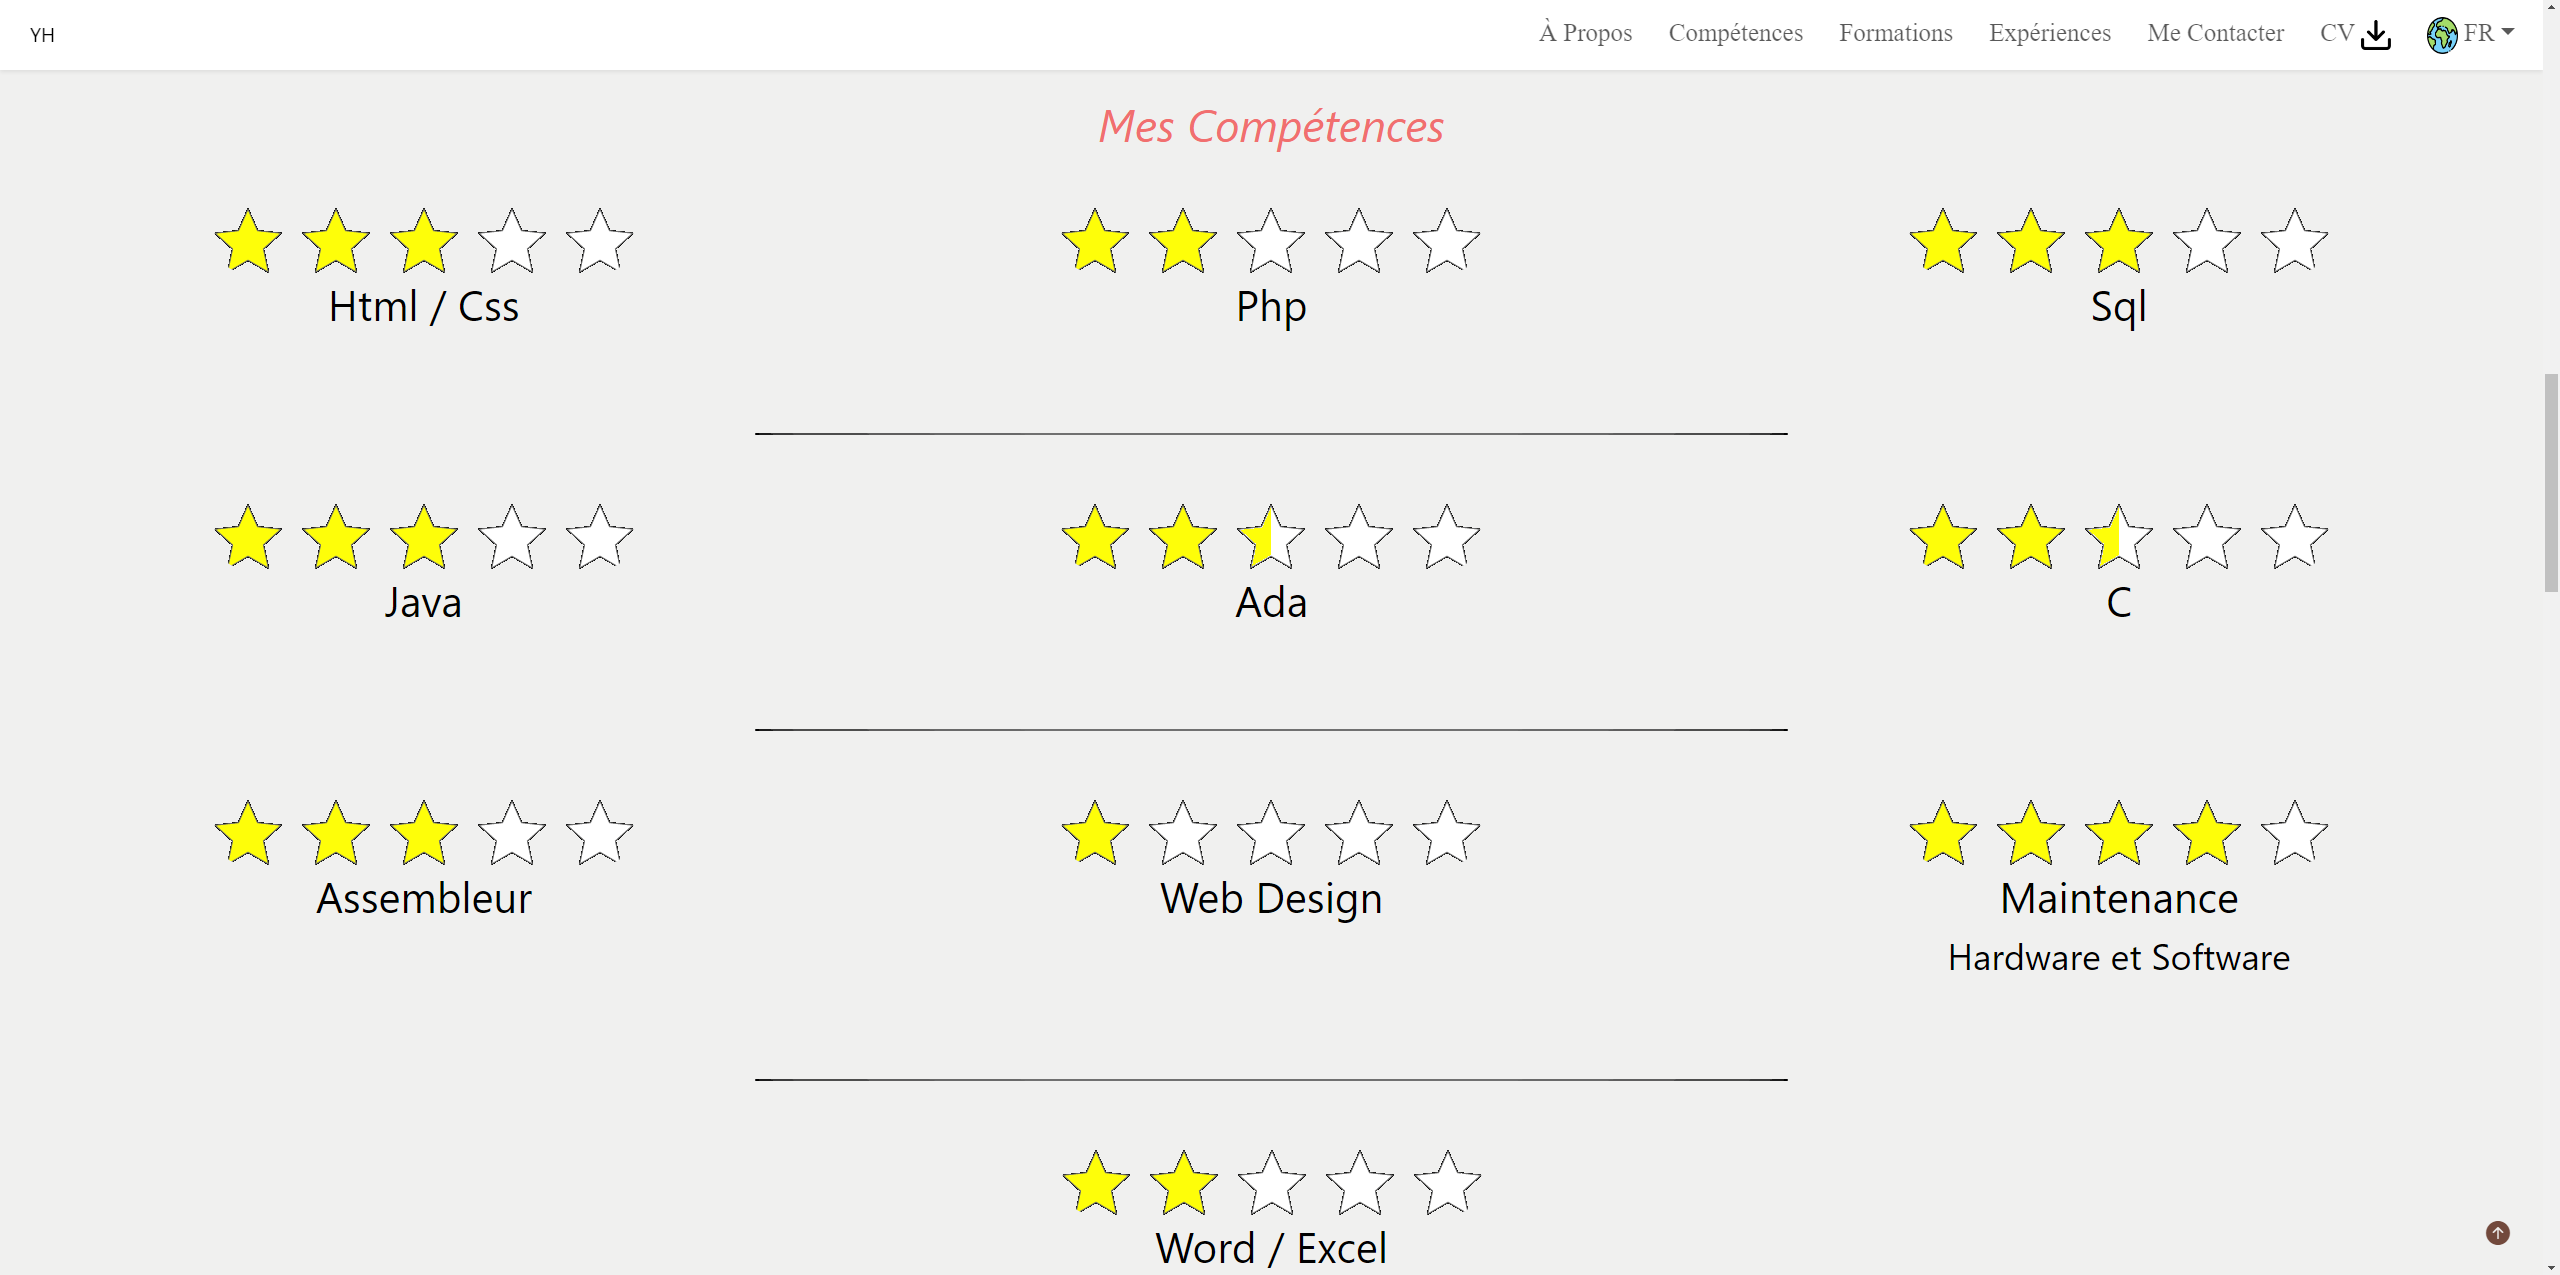 YH
À Propos Compétences Formations Expériences Me Contacter CV FR
Mes Compétences
Html / Css Php Sql
Java Ada C
Assembleur Web Design Maintenance
Hardware et Software
Word / Excel